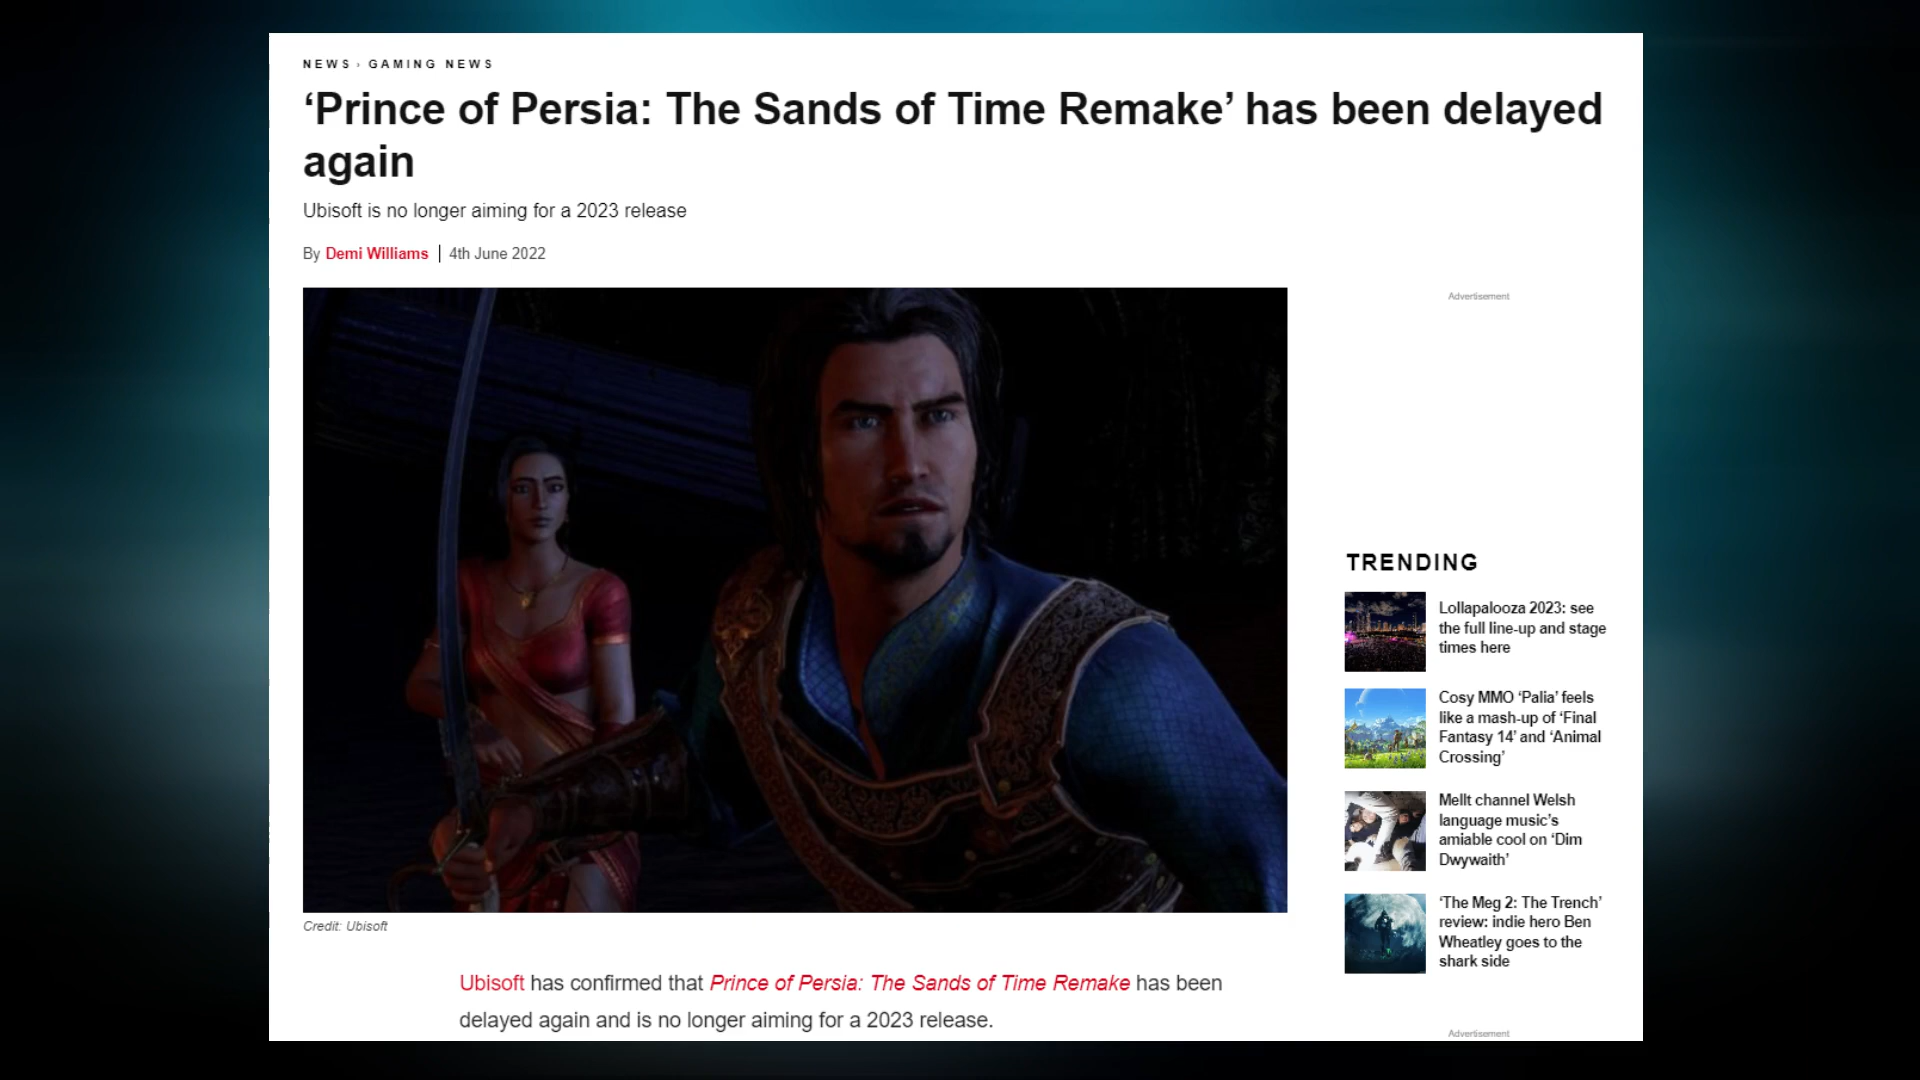 NEWS › GAMING NEWS
‘Prince of Persia: The Sands of Time Remake’ has been delayed
again
Ubisoft is no longer aiming for a 2023 release
By Demi Williams | 4th June 2022
Advertisement
Credit: Ubisoft
Ubisoft has confirmed that Prince of Persia: The Sands of Time Remake has been
delayed again and is no longer aiming for a 2023 release.
TRENDING
Lollapalooza 2023: see
the full line-up and stage
times here
Cosy MMO ‘Palia’ feels
like a mash-up of ‘Final
Fantasy 14’ and ‘Animal
Crossing’
Mellt channel Welsh
language music’s
amiable cool on ‘Dim
Dwywaith’
‘The Meg 2: The Trench’
review: indie hero Ben
Wheatley goes to the
shark side
Advertisement